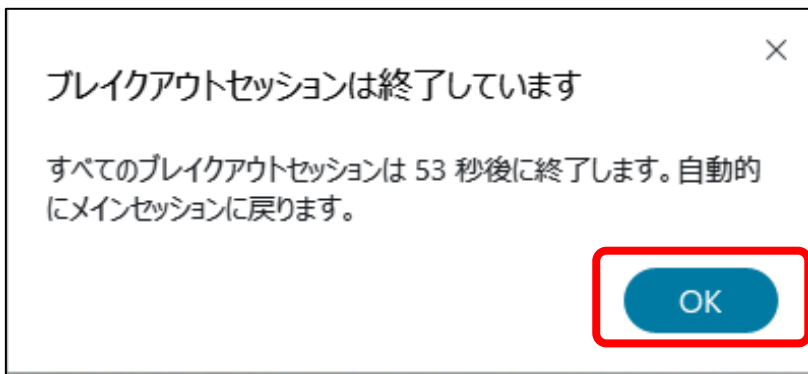 ブレイクアウトセッションは終了しています
すべてのブレイクアウトセッションは 53 秒後に終了します。自動的
にメインセッションに戻ります。
OK